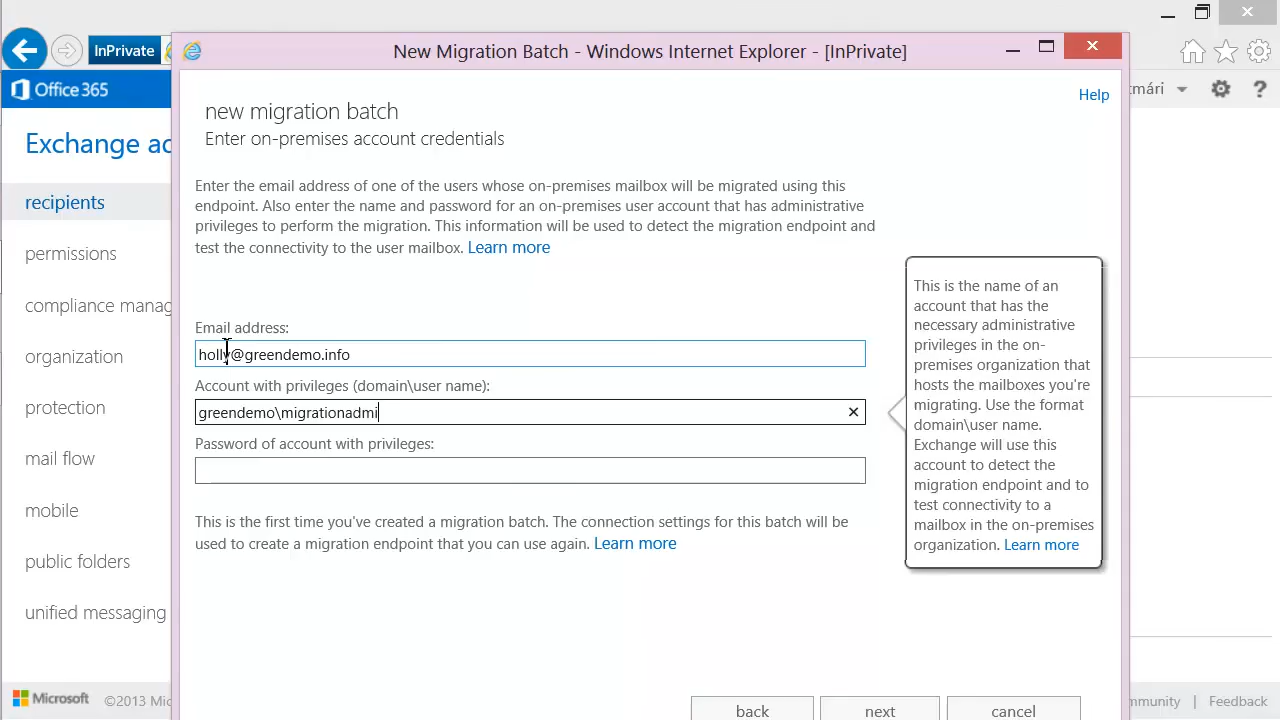 New Migration Batch - Windows Internet Explorer - [InPrivate]
InPrivate
Office 365
tmári
?
Exchange ad
recipients
permissions
compliance manag
organization
protection
mail flow
mobile
public folders
unified messaging
Help
new migration batch
Enter on-premises account credentials
Enter the email address of one of the users whose on-premises mailbox will be migrated using this
endpoint. Also enter the name and password for an on-premises user account that has administrative
privileges to perform the migration. This information will be used to detect the migration endpoint and
test the connectivity to the user mailbox. Learn more
Email address:
holly@greendemo.info
Account with privileges (domain\user name):
greendemo\migrationadmi
Password of account with privileges:
This is the first time you've created a migration batch. The connection settings for this batch will be
used to create a migration endpoint that you can use again. Learn more
This is the name of an
account that has the
necessary administrative
privileges in the on-
premises organization that
hosts the mailboxes you're
migrating. Use the format
domain\user name.
Exchange will use this
account to detect the
migration endpoint and to
test connectivity to a
mailbox in the on-premises
organization. Learn more
back
next
cancel
Microsoft ©2013 Mic
mmunity | Feedback